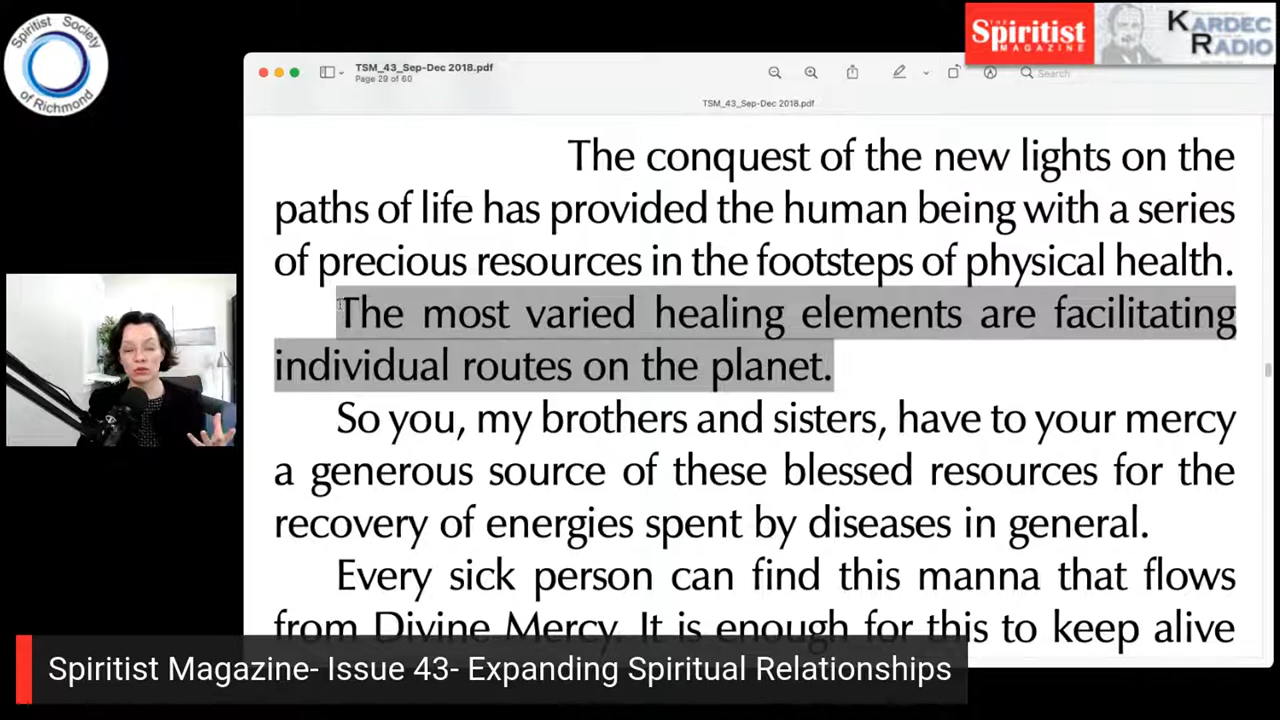 Spiritist Society
of Richmond
THE
Spiritist
MAGAZINE
KARDEC
RADIO
TSM_43_Sep-Dec 2018.pdf
Page 29 of 60
Search
TSM_43_Sep-Dec 2018.pdf
The conquest of the new lights on the
paths of life has provided the human being with a series
of precious resources in the footsteps of physical health.
The most varied healing elements are facilitating
individual routes on the planet.
So you, my brothers and sisters, have to your mercy
a generous source of these blessed resources for the
recovery of energies spent by diseases in general.
Every sick person can find this manna that flows
from Divine Mercy. It is enough for this to keep alive
Spiritist Magazine- Issue 43- Expanding Spiritual Relationships